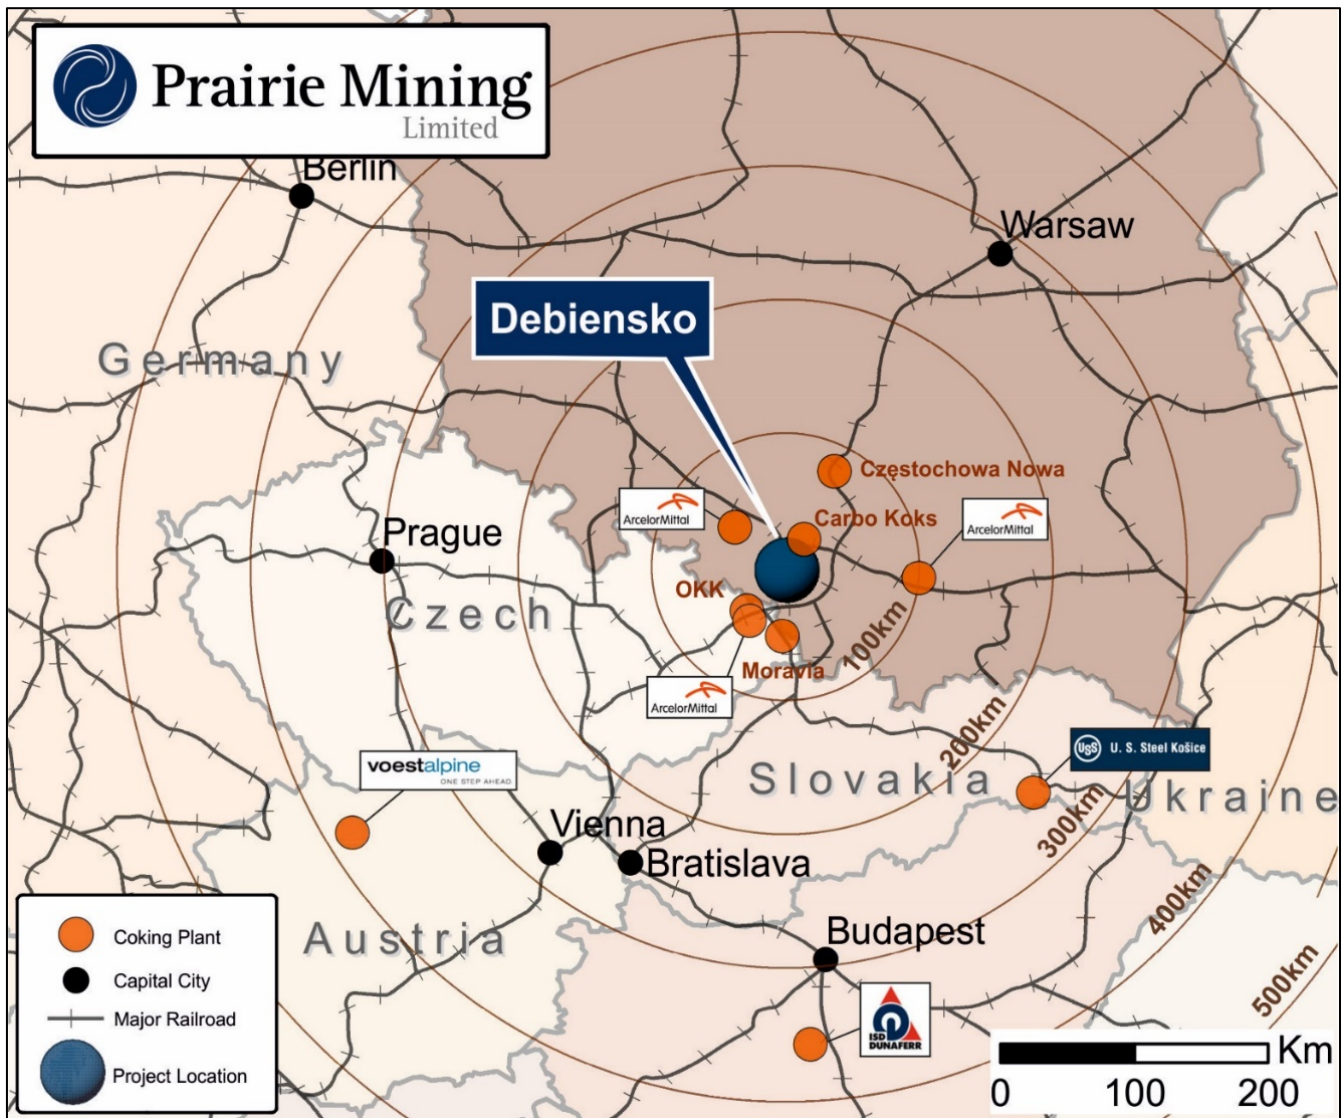 Prairie Mining
Limited
Berlin
Warsaw
Debiensko
Germany
Częstochowa Nowa
ArcelorMittal
Carbo Koks
ArcelorMittal
Prague
OKK
Czech
100km
Moravia
ArcelorMittal
200km
UsS U. S. Steel Košice
voestalpine
ONE STEP AHEAD.
Slovakia
Ukraine
300km
Vienna
Bratislava
400km
Austria
Budapest
500km
ISD
DUNAFERR
Coking Plant
Capital City
Major Railroad
Project Location
Km
0 100 200